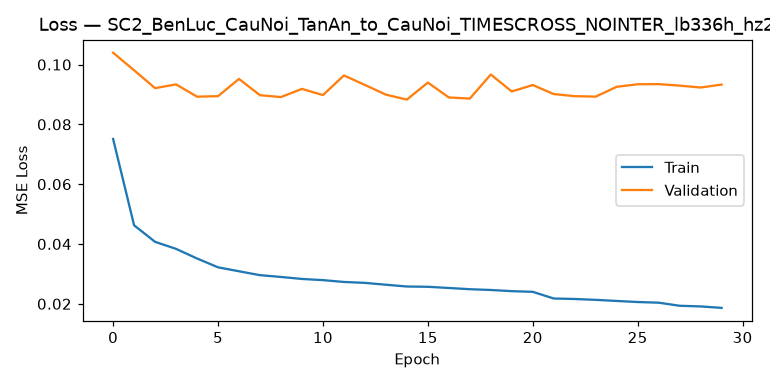 Loss — SC2_BenLuc_CauNoi_TanAn_to_CauNoi_TIMESCROSS_NOINTER_lb336h_hz2
MSE Loss
0.10
0.08
0.06
0.04
0.02
Train
Validation
0 5 10 15 20 25 30
Epoch